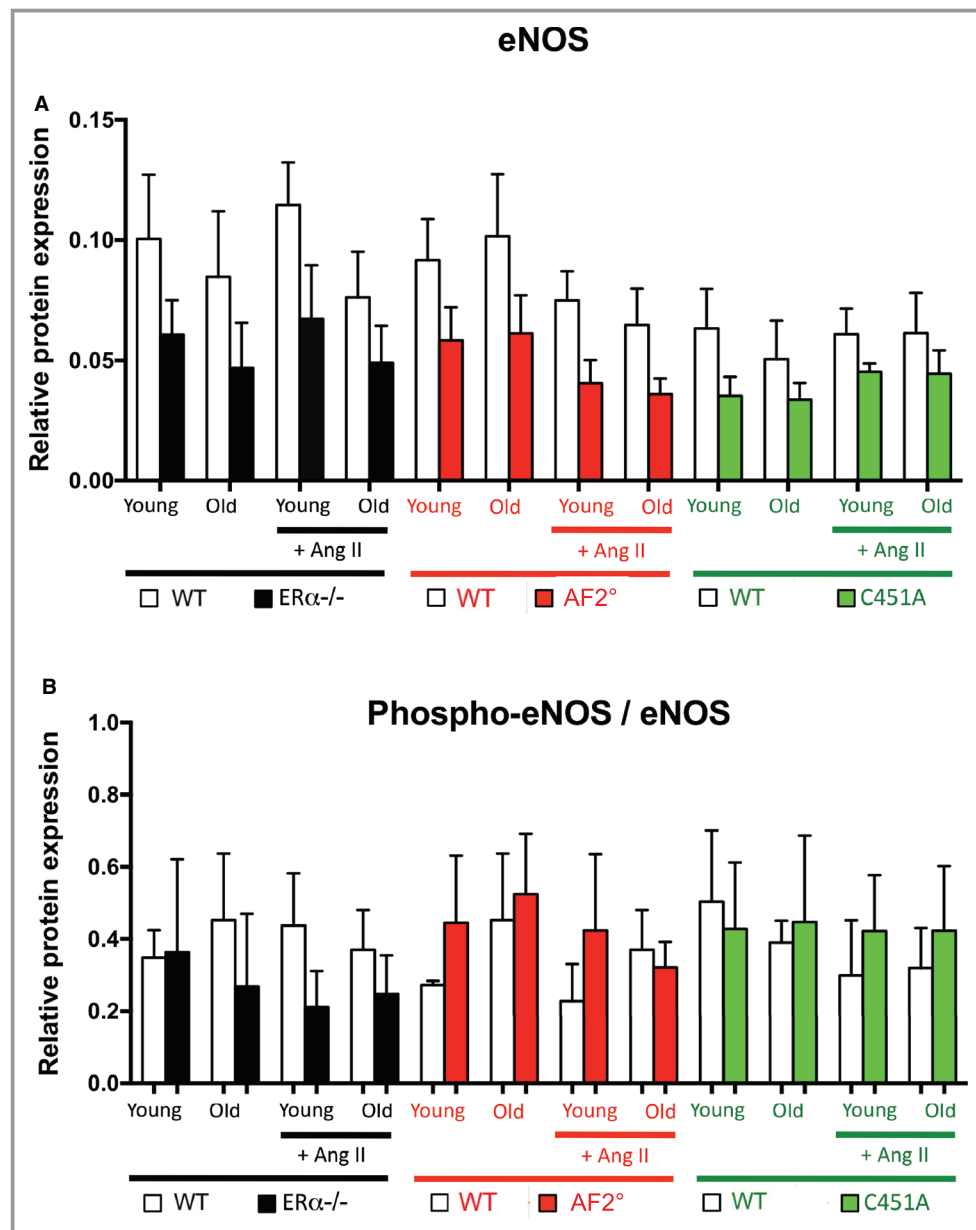 eNOS
A
Relative protein expression
0.15
0.10
0.05
0.00
Young Old Young Old Young Old Young Old Young Old Young Old
+ Ang II + Ang II + Ang II
WT ERα-/- WT AF2° WT C451A
B
Phospho-eNOS / eNOS
Relative protein expression
1.0
0.8
0.6
0.4
0.2
0.0
Young Old Young Old Young Old Young Old Young Old Young Old
+ Ang II + Ang II + Ang II
WT ERα-/- WT AF2° WT C451A